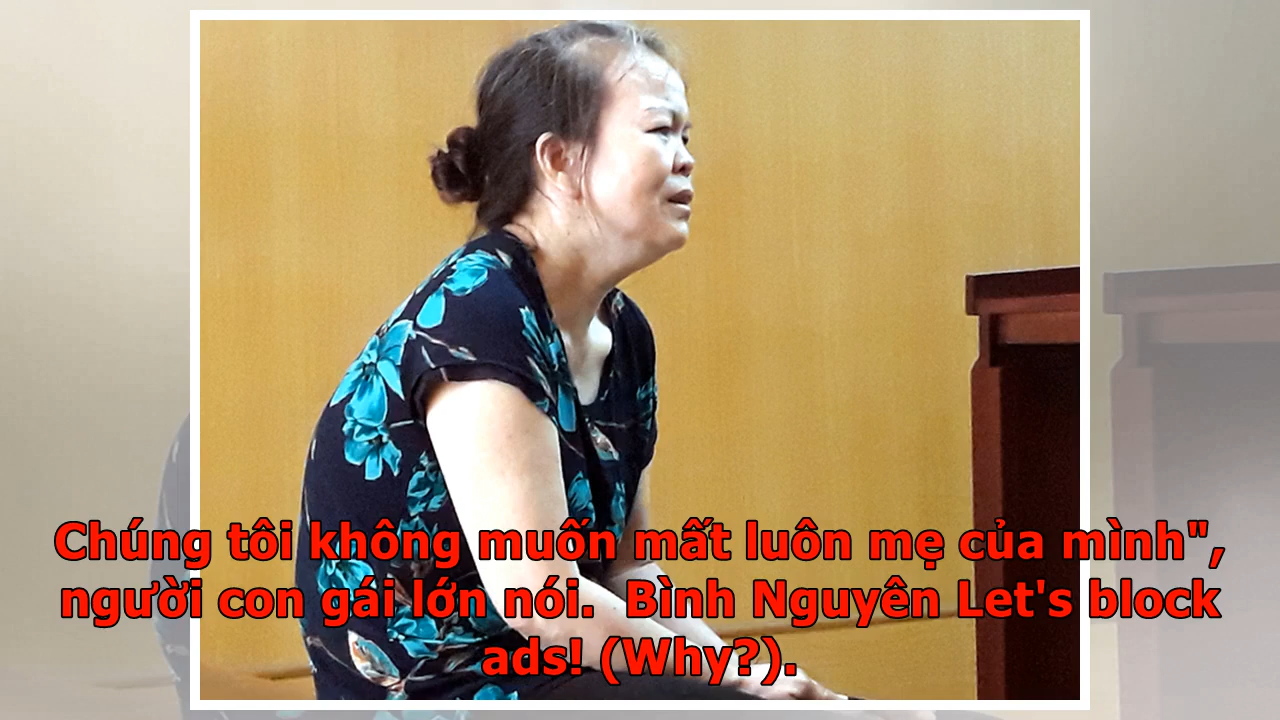 Chúng tôi không muốn mất luôn mẹ của mình",
người con gái lớn nói.  Bình Nguyên Let's block
ads! (Why?).